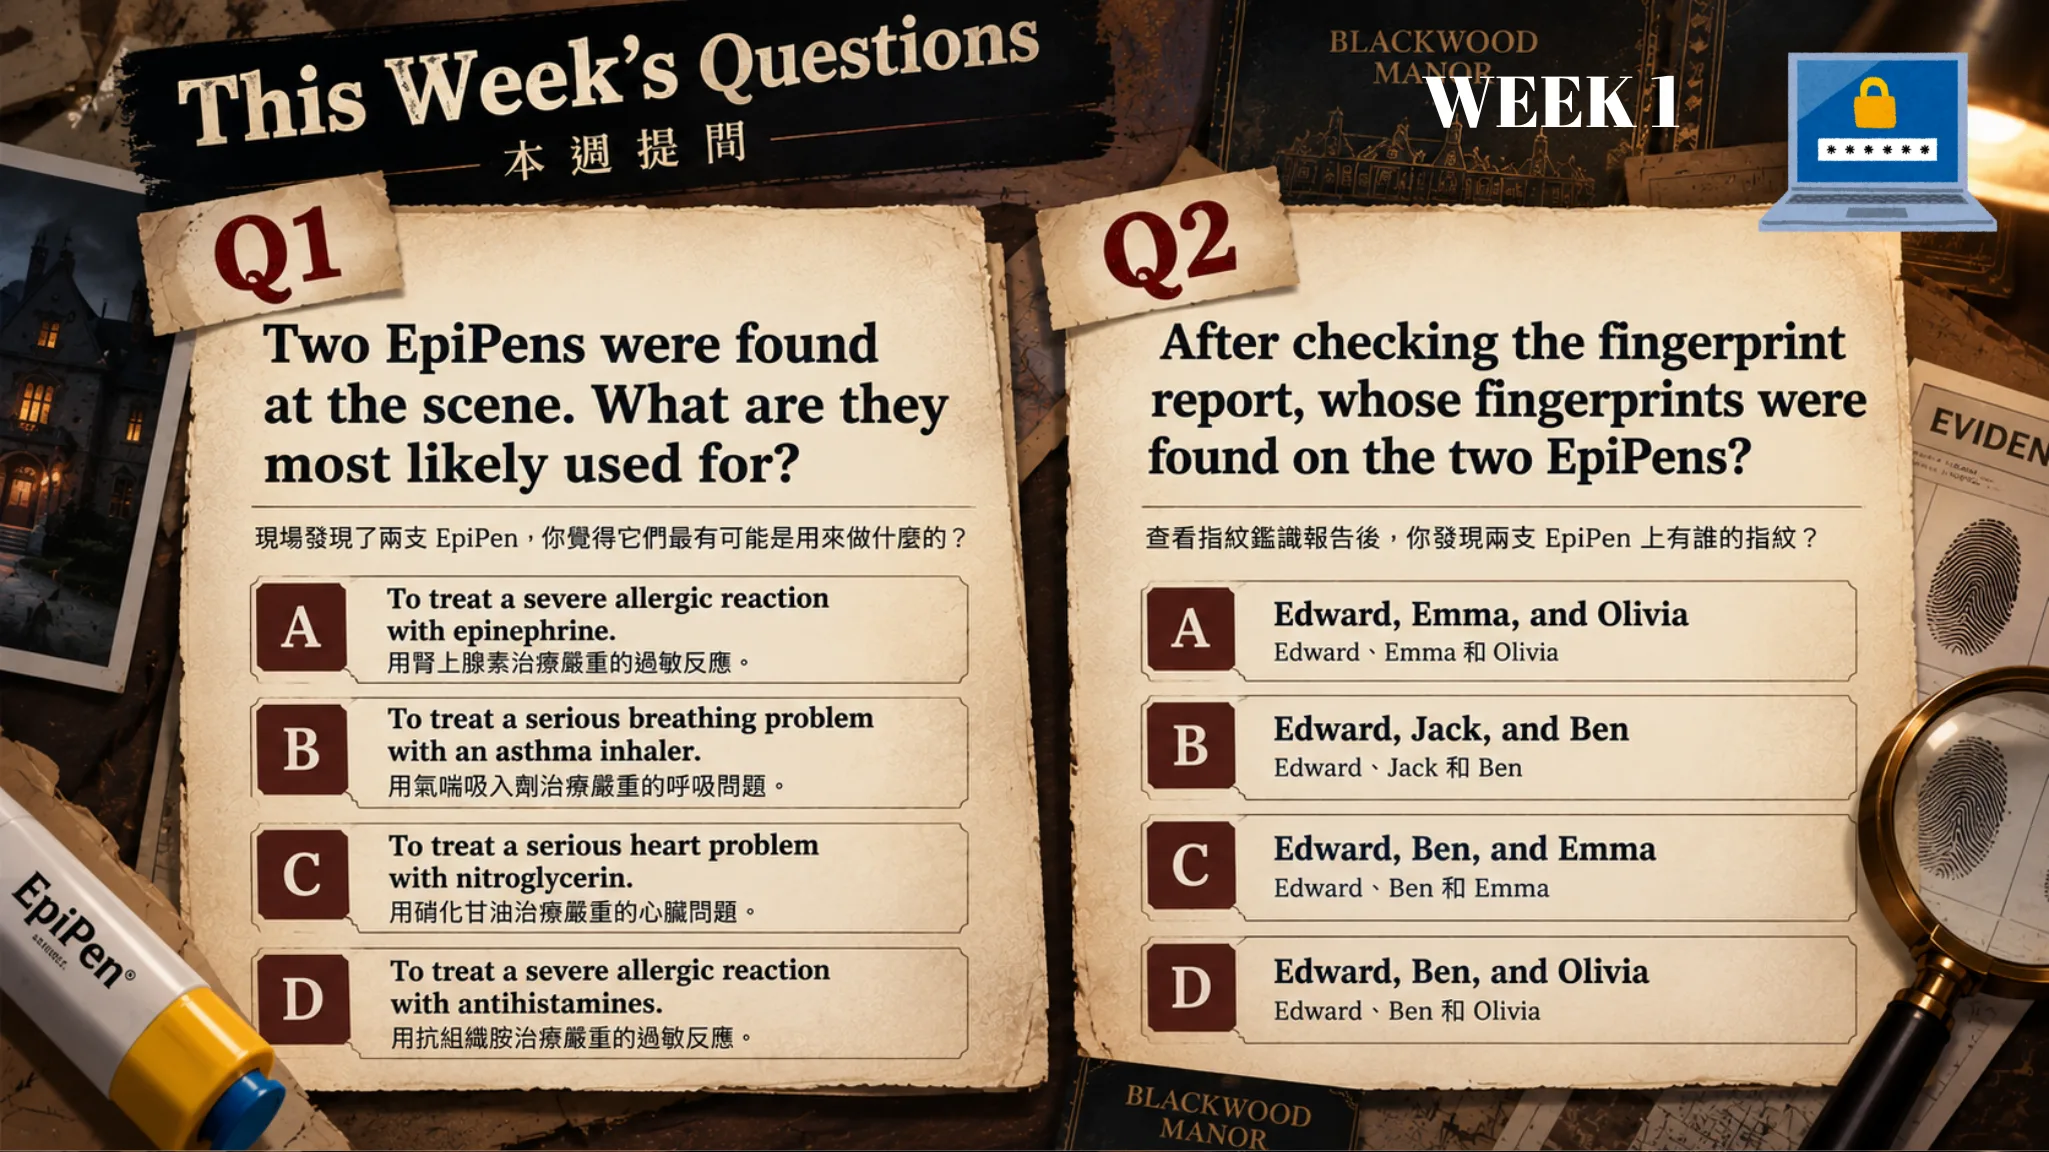 This Week's Questions
本週提問
BLACKWOOD
MANOR
WEEK 1
******
Q1
Two EpiPens were found
at the scene. What are they
most likely used for?
現場發現了兩支 EpiPen，你覺得它們最有可能是用來做什麼的？
A
To treat a severe allergic reaction
with epinephrine.
用腎上腺素治療嚴重的過敏反應。
B
To treat a serious breathing problem
with an asthma inhaler.
用氣喘吸入劑治療嚴重的呼吸問題。
C
To treat a serious heart problem
with nitroglycerin.
用硝化甘油治療嚴重的心臟問題。
D
To treat a severe allergic reaction
with antihistamines.
用抗組織胺治療嚴重的過敏反應。
Q2
After checking the fingerprint
report, whose fingerprints were
found on the two EpiPens?
查看指紋鑑識報告後，你發現兩支 EpiPen 上有誰的指紋？
A
Edward, Emma, and Olivia
Edward、Emma 和 Olivia
B
Edward, Jack, and Ben
Edward、Jack 和 Ben
C
Edward, Ben, and Emma
Edward、Ben 和 Emma
D
Edward, Ben, and Olivia
Edward、Ben 和 Olivia
EVIDEN
EpiPen®
BLACKWOOD
MANOR